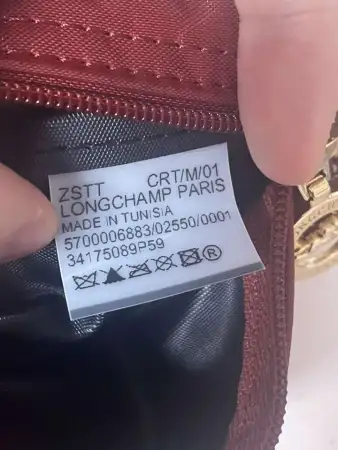 ZSTT CRT/M/01
LONGCHAMP PARIS
MADE IN TUNISIA
5700006883/02550/0001
34175089P59
®